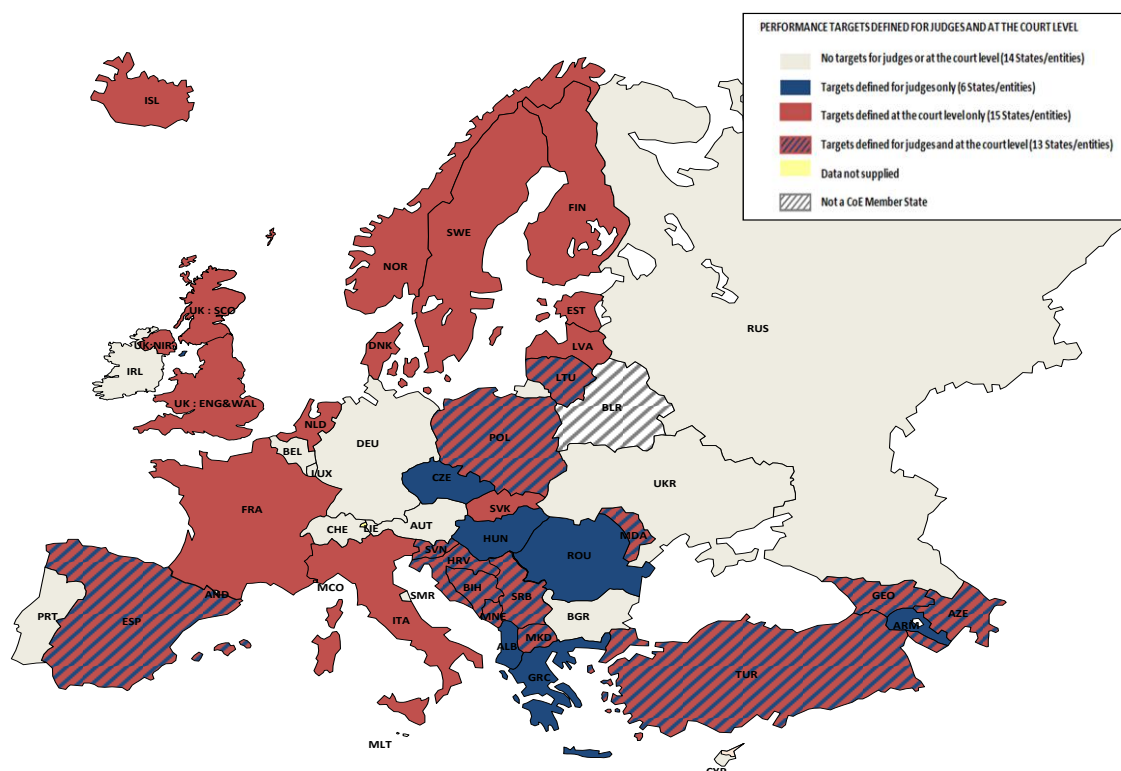 PERFORMANCE TARGETS DEFINED FOR JUDGES AND AT THE COURT LEVEL
No targets for judges or at the court level (14 States/entities)
Targets defined for judges only (6 States/entities)
Targets defined at the court level only (15 States/entities)
Targets defined for judges and at the court level (13 States/entities)
Data not supplied
Not a CoE Member State
ISL
FIN
SWE
NOR
RUS
UK : SCO
EST
UK:NIR
DNK
LVA
IRL
LTU
UK : ENG&WAL
BLR
NLD
POL
DEU
BEL
LUX
CZE
UKR
FRA
SVK
CHE
LIE
AUT
HUN
MDA
SVN
ROU
HRV
MCO
BIH
AND
SMR
SRB
GEO
PRT
ESP
ITA
MNE
BGR
AZE
ARM
MKD
ALB
GRC
TUR
MLT
CYP